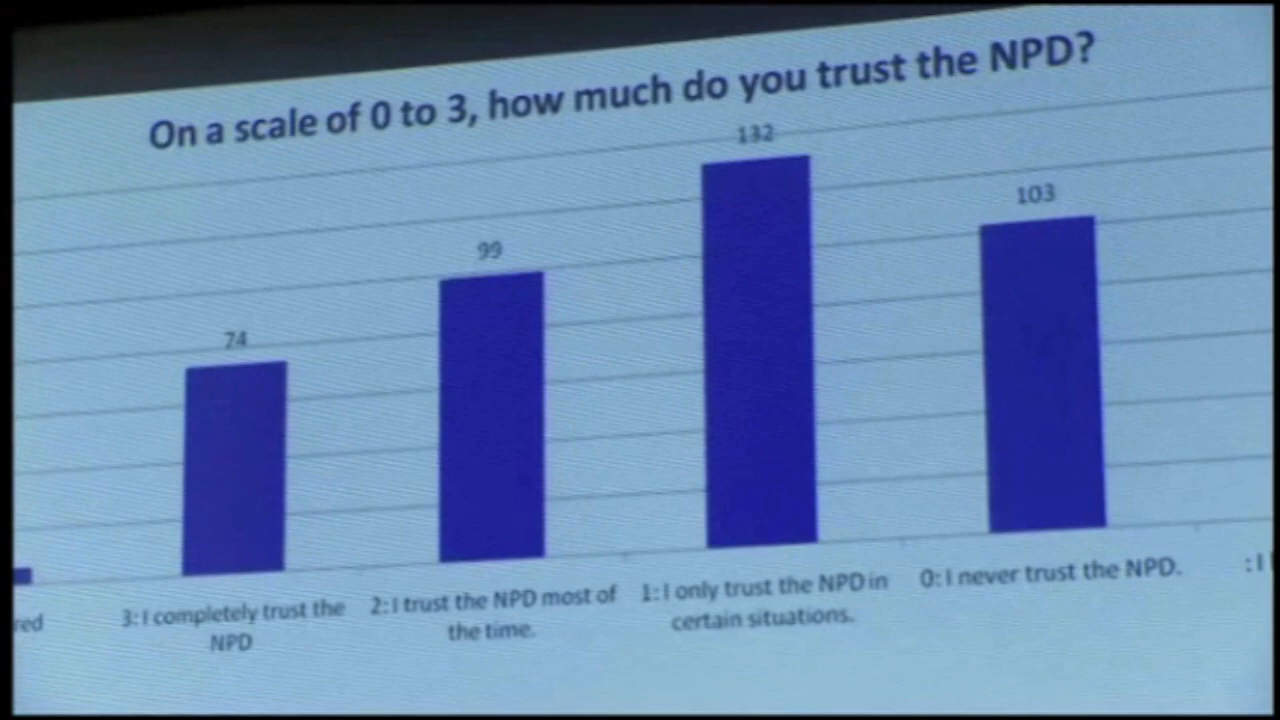 On a scale of 0 to 3, how much do you trust the NPD?
132
103
99
74
red
3: I completely trust the
NPD
2: I trust the NPD most of
the time.
1: I only trust the NPD in
certain situations.
0: I never trust the NPD.
: I